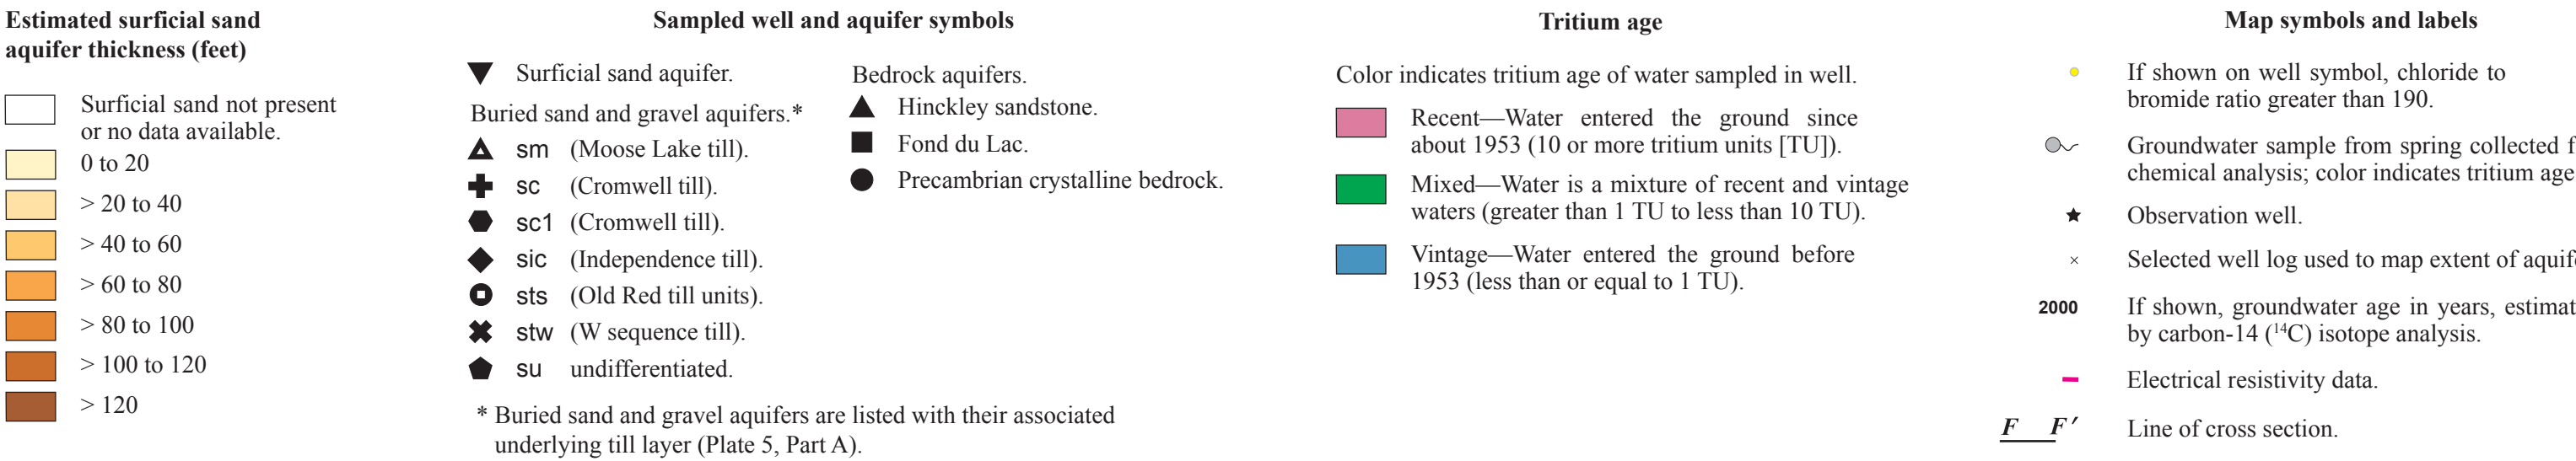 Estimated surficial sand
aquifer thickness (feet)
Surficial sand not present
or no data available.
0 to 20
> 20 to 40
> 40 to 60
> 60 to 80
> 80 to 100
> 100 to 120
> 120
Sampled well and aquifer symbols
Surficial sand aquifer.
Buried sand and gravel aquifers.*
sm (Moose Lake till).
sc (Cromwell till).
sc1 (Cromwell till).
sic (Independence till).
sts (Old Red till units).
stw (W sequence till).
su undifferentiated.
Bedrock aquifers.
Hinckley sandstone.
Fond du Lac.
Precambrian crystalline bedrock.
* Buried sand and gravel aquifers are listed with their associated
underlying till layer (Plate 5, Part A).
Tritium age
Color indicates tritium age of water sampled in well.
Recent—Water entered the ground since
about 1953 (10 or more tritium units [TU]).
Mixed—Water is a mixture of recent and vintage
waters (greater than 1 TU to less than 10 TU).
Vintage—Water entered the ground before
1953 (less than or equal to 1 TU).
Map symbols and labels
If shown on well symbol, chloride to
bromide ratio greater than 190.
Groundwater sample from spring collected
chemical analysis; color indicates tritium age
Observation well.
Selected well log used to map extent of
2000 If shown, groundwater age in years,
by carbon-14 (¹⁴C) isotope analysis.
Electrical resistivity data.
F F′ Line of cross section.